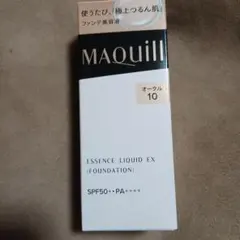 使うたび、「極上つるん肌」
ファンデ美容液
MAQuill
オークル
10
ESSENCE LIQUID EX
(FOUNDATION)
SPF50・・PA++++